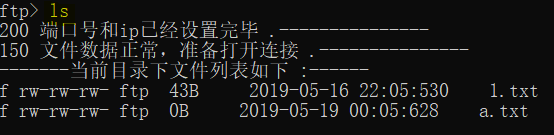 ftp> ls
200 端口号和ip已经设置完毕 .---------------
150 文件数据正常，准备打开连接 .---------------
-------当前目录下文件列表如下 :------
f rw-rw-rw- ftp  43B     2019-05-16 22:05:530    1.txt
f rw-rw-rw- ftp  0B     2019-05-19 00:05:628    a.txt